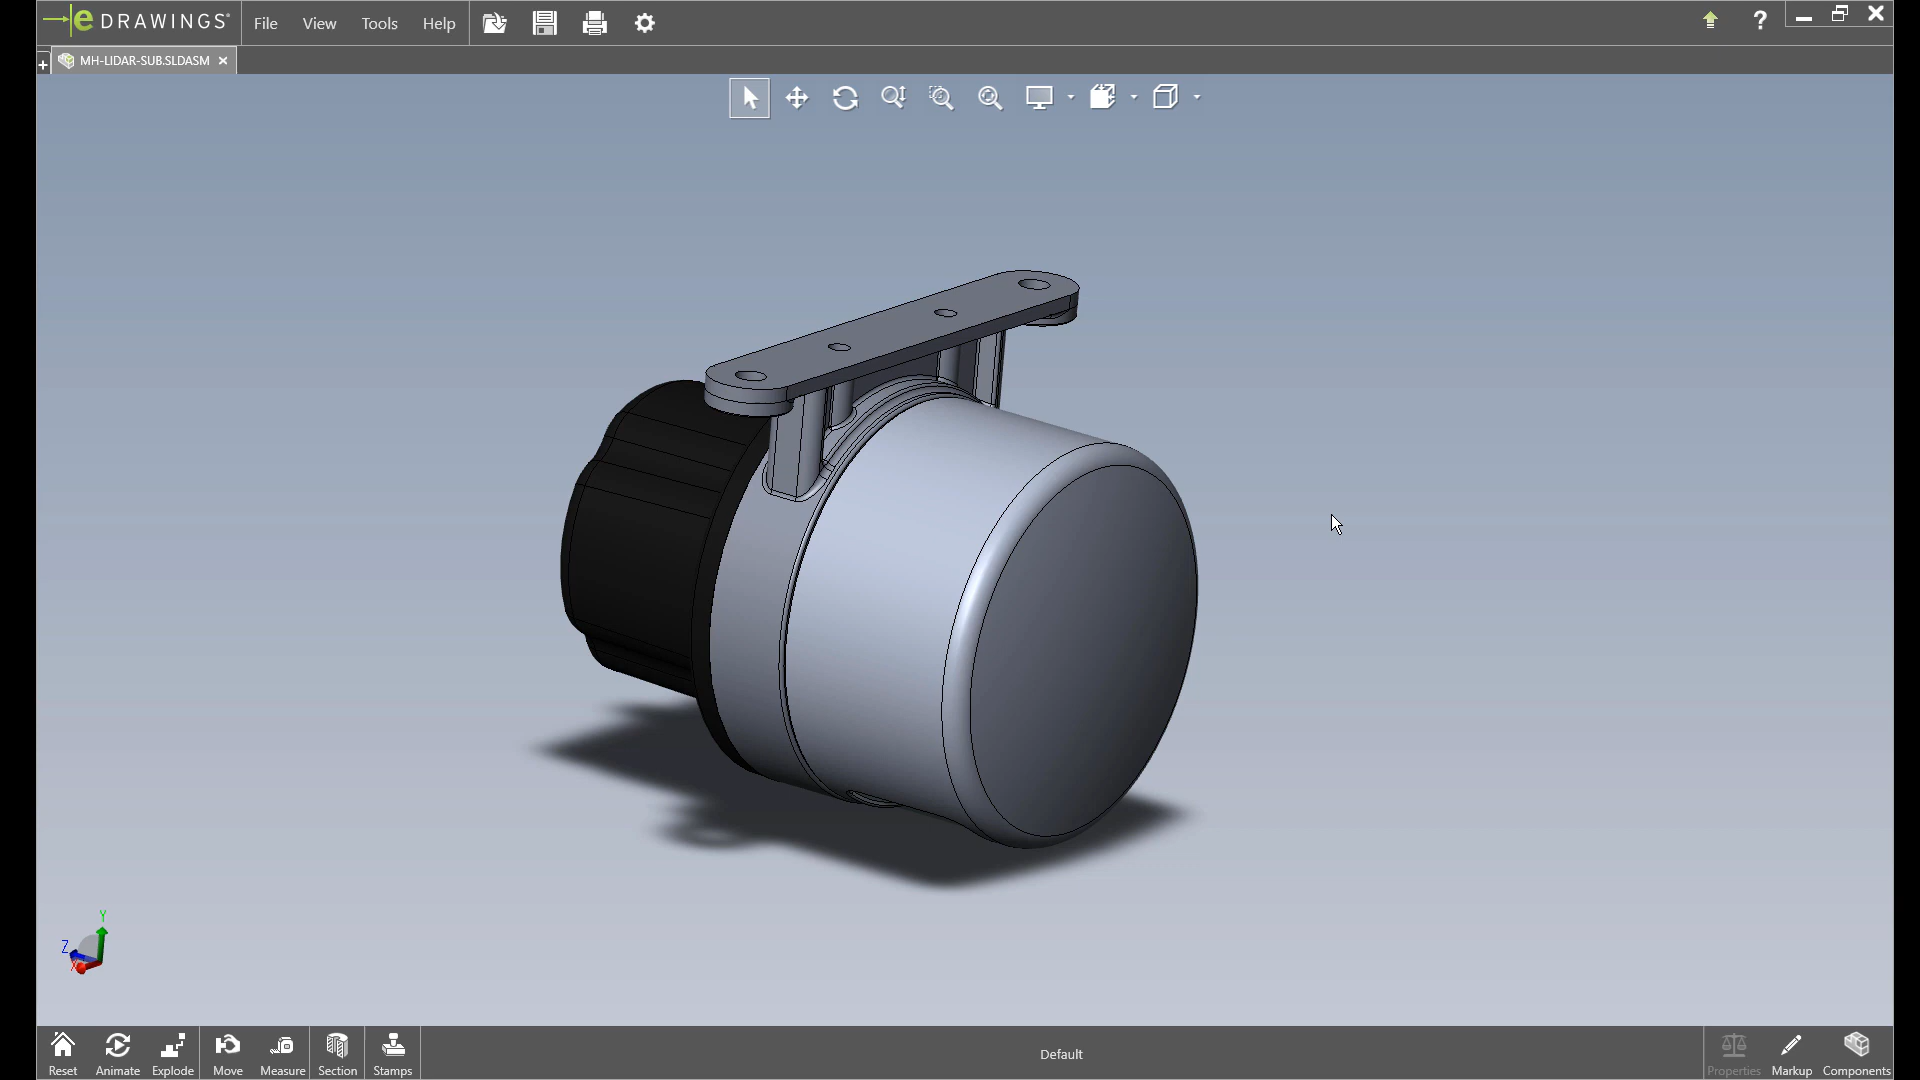 eDRAWINGS® File View Tools Help
+ MH-LIDAR-SUB.SLDASM ×
Y
Z
X
Default
Reset Animate Explode Move Measure Section Stamps Properties Markup Components